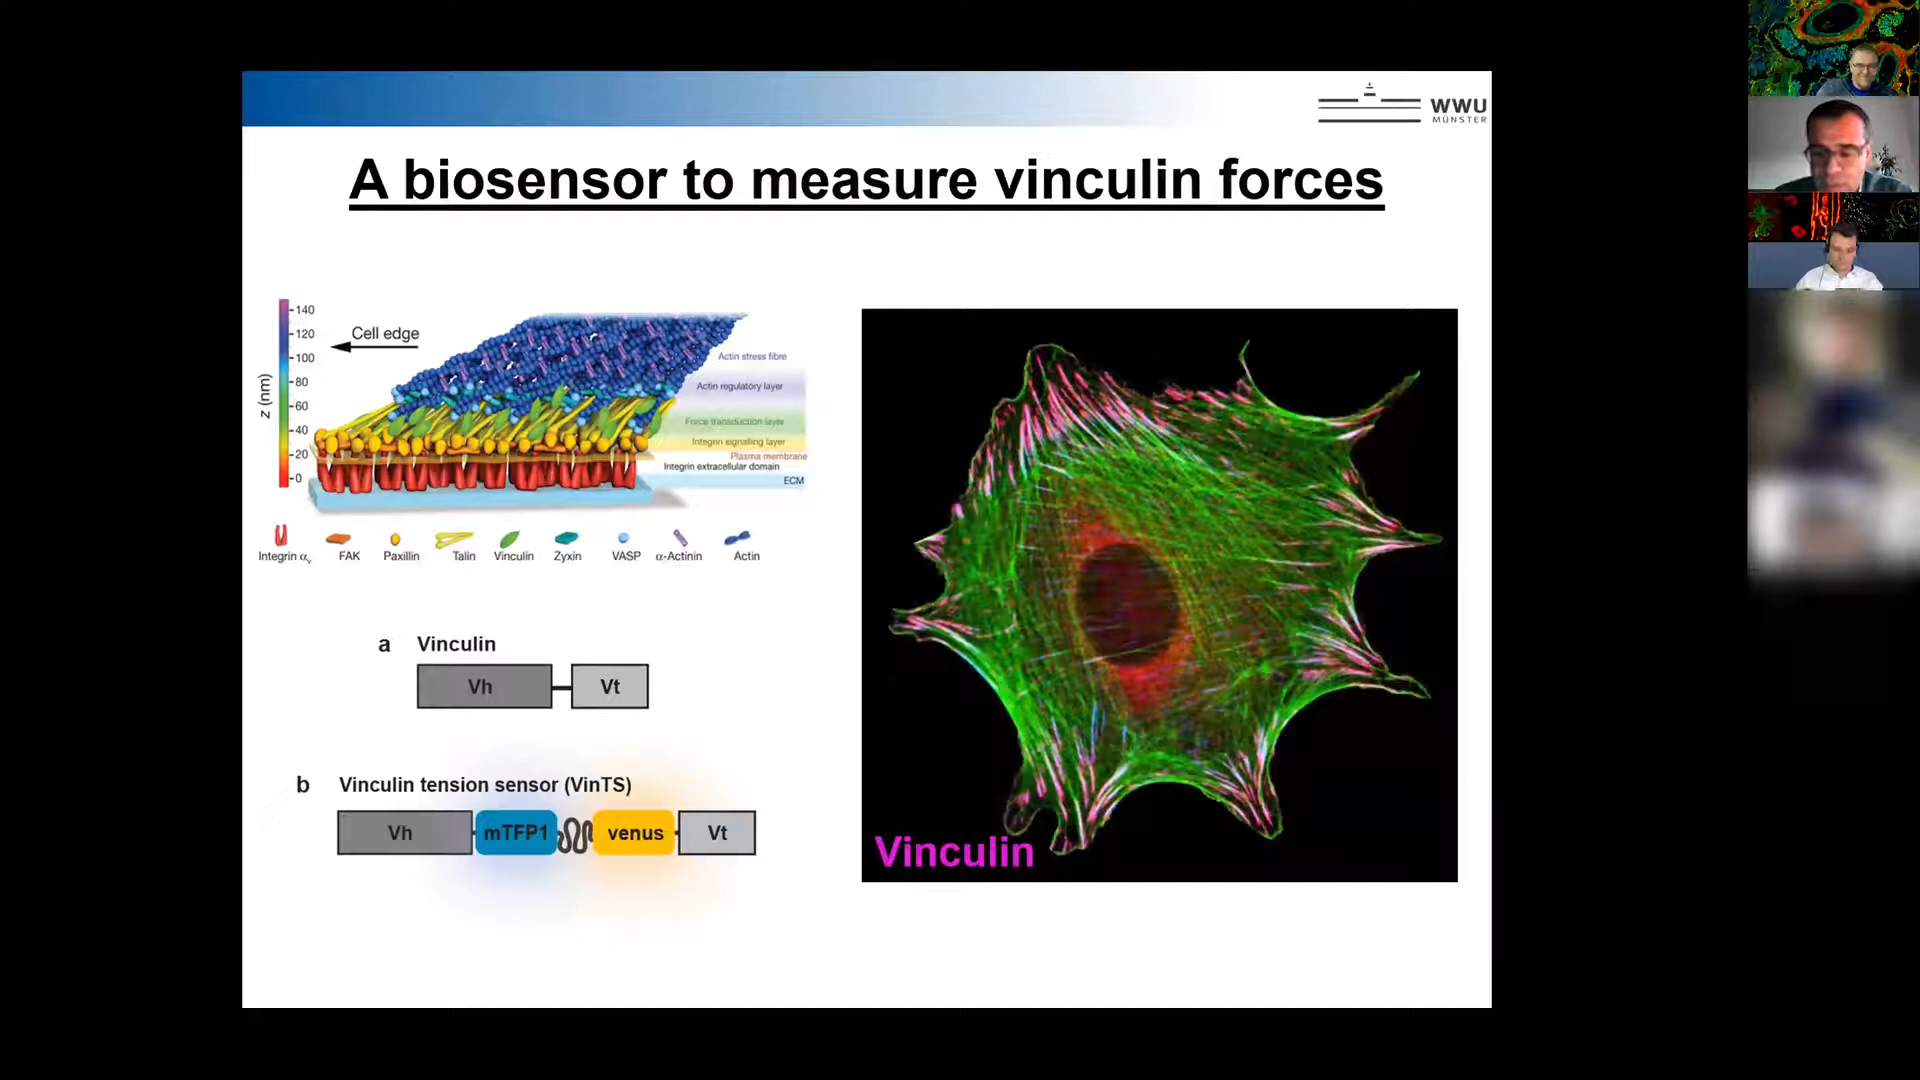 WWU
MÜNSTER
A biosensor to measure vinculin forces
z (nm)
140
120
100
80
60
40
20
0
Cell edge
Actin stress fibre
Actin regulatory layer
Force transduction layer
Integrin signalling layer
Plasma membrane
Integrin extracellular domain
ECM
Integrin αv
FAK
Paxillin
Talin
Vinculin
Zyxin
VASP
α-Actinin
Actin
a Vinculin
Vh Vt
b Vinculin tension sensor (VinTS)
Vh mTFP1 venus Vt
Vinculin